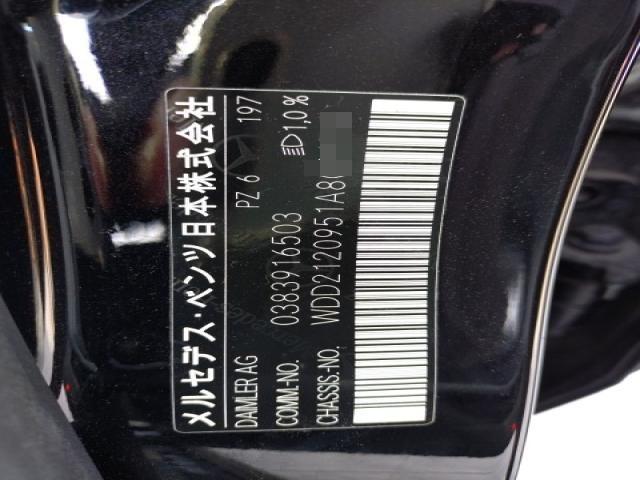 メルセデス・ベンツ日本株式会社
DAIMLER AG PZ 6 197
COMM.-NO. 0383916503 1,0%
CHASSIS.-NO. WDD2120951A8